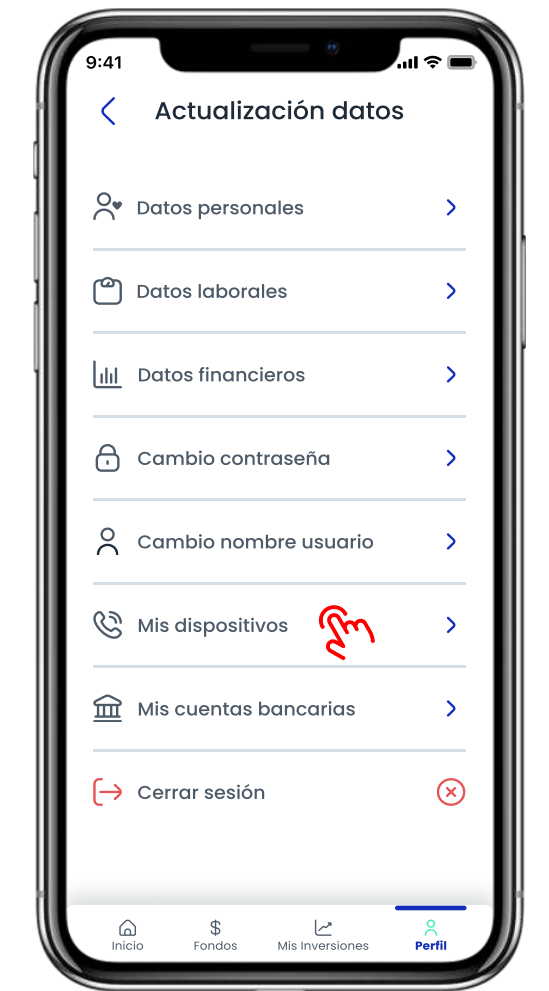 9:41
Actualización datos
Datos personales
Datos laborales
Datos financieros
Cambio contraseña
Cambio nombre usuario
Mis dispositivos
Mis cuentas bancarias
Cerrar sesión
Inicio
$
Fondos
Mis Inversiones
Perfil